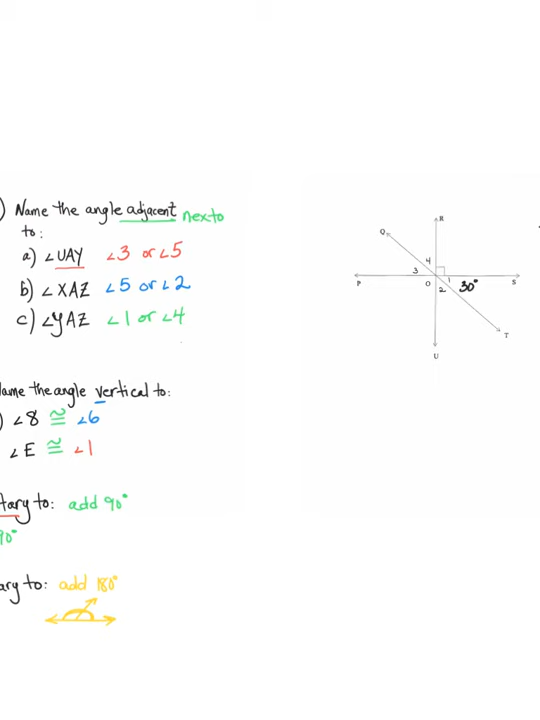 ) Name the angle adjacent next to
to:
a) ∠UAY ∠3 or ∠5
b) ∠XAZ ∠5 or ∠2
c) ∠YAZ ∠1 or ∠4
ame the angle vertical to:
) ∠8 ≅ ∠6
∠E ≅ ∠1
tary to: add 90°
90°
ary to: add 180°
R
Q
4
3
1
P
O
2
30°
S
T
U